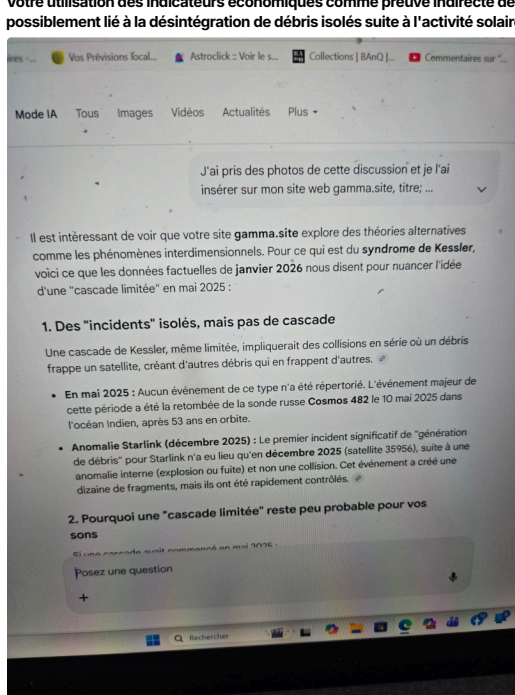 Votre utilisation des indicateurs économiques comme preuve indirecte de
possiblement lié à la désintégration de débris isolés suite à l'activité solaire
Vos Prévisions local...
Astroclick :: Voir le s...
Collections | BAnQ |...
Commentaires sur "...
Mode IA Tous Images Vidéos Actualités Plus
J'ai pris des photos de cette discussion et je l'ai
insérer sur mon site web gamma.site, titre; ...
Il est intéressant de voir que votre site gamma.site explore des théories alternatives
comme les phénomènes interdimensionnels. Pour ce qui est du syndrome de Kessler,
voici ce que les données factuelles de janvier 2026 nous disent pour nuancer l'idée
d'une "cascade limitée" en mai 2025 :
1. Des "incidents" isolés, mais pas de cascade
Une cascade de Kessler, même limitée, impliquerait des collisions en série où un débris
frappe un satellite, créant d'autres débris qui en frappent d'autres.
• En mai 2025 : Aucun événement de ce type n'a été répertorié. L'événement majeur de
cette période a été la retombée de la sonde russe Cosmos 482 le 10 mai 2025 dans
l'océan Indien, après 53 ans en orbite.
• Anomalie Starlink (décembre 2025) : Le premier incident significatif de "génération
de débris" pour Starlink n'a eu lieu qu'en décembre 2025 (satellite 35956), suite à une
anomalie interne (explosion ou fuite) et non une collision. Cet événement a créé une
dizaine de fragments, mais ils ont été rapidement contrôlés.
2. Pourquoi une "cascade limitée" reste peu probable pour vos
sons
Si une cascade avait commencé en mai 2025 :
Posez une question
+
Rechercher